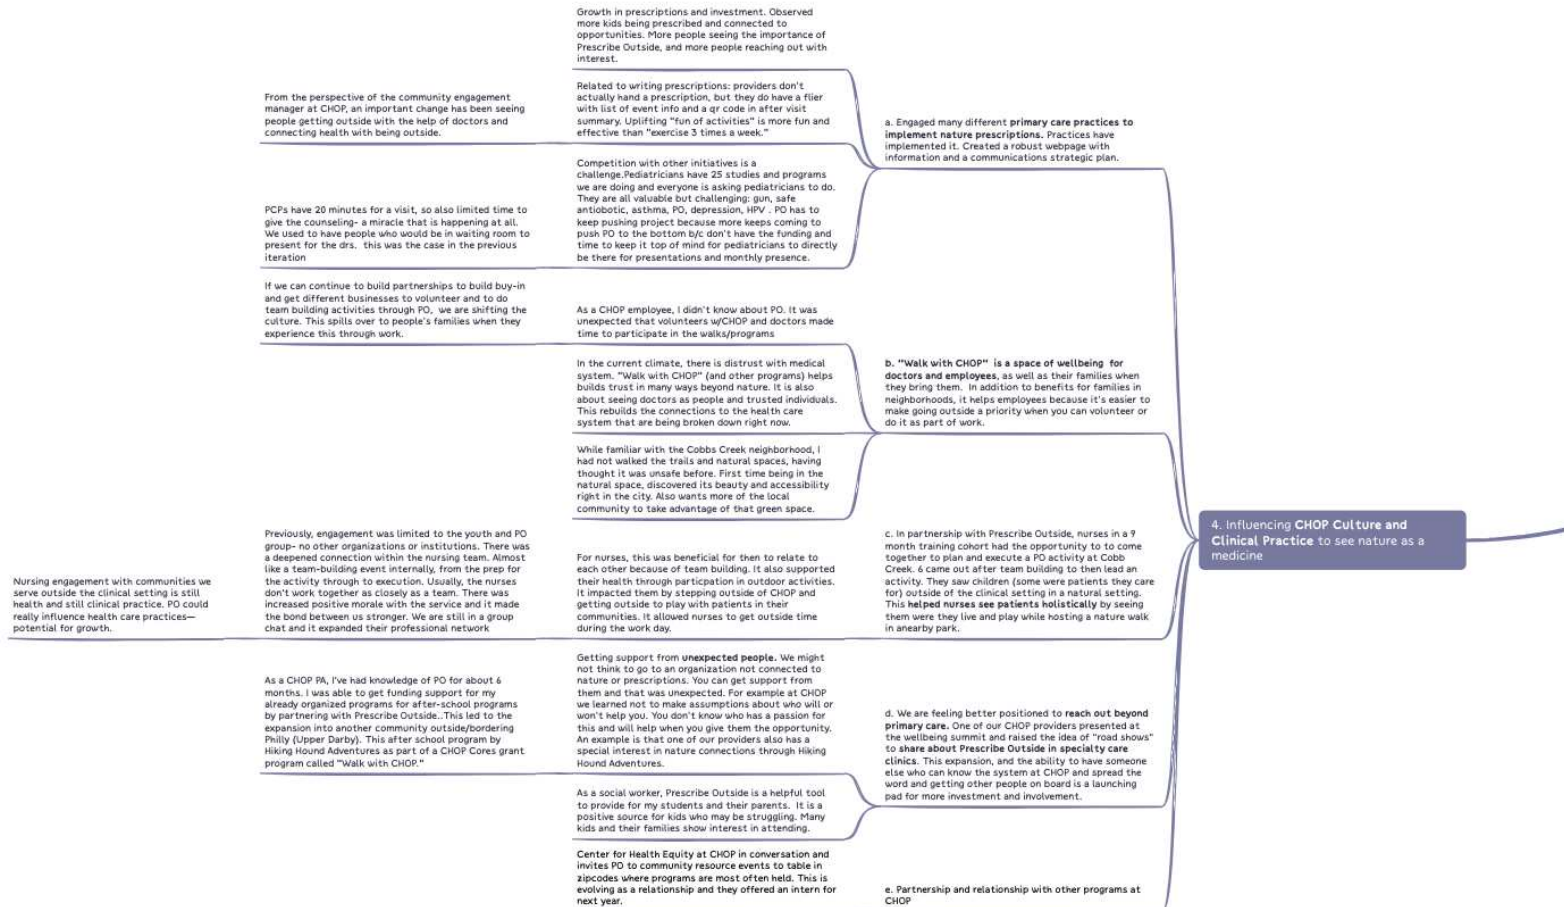 Growth in prescriptions and investment. Observed
more kids being prescribed and connected to
opportunities. More people seeing the importance of
Prescribe Outside, and more people reaching out with
interest.
From the perspective of the community engagement
manager at CHOP, an important change has been seeing
people getting outside with the help of doctors and
connecting health with being outside.
Related to writing prescriptions: providers don't
actually hand a prescription, but they do have a flier
with list of event info and a qr code in after visit
summary. Uplifting "fun of activities" is more fun and
effective than "exercise 3 times a week."
a. Engaged many different primary care practices to
implement nature prescriptions. Practices have
implemented it. Created a robust webpage with
information and a communications strategic plan.
PCPs have 20 minutes for a visit, so also limited time to
give the counseling- a miracle that is happening at all.
We used to have people who would be in waiting room to
present for the drs. this was the case in the previous
iteration
Competition with other initiatives is a
challenge.Pediatricians have 25 studies and programs
we are doing and everyone is asking pediatricians to do.
They are all valuable but challenging: gun, safe
antiobotic, asthma, PO, depression, HPV . PO has to
keep pushing project because more keeps coming to
push PO to the bottom b/c don't have the funding and
time to keep it top of mind for pediatricians to directly
be there for presentations and monthly presence.
If we can continue to build partnerships to build buy-in
and get different businesses to volunteer and to do
team building activities through PO, we are shifting the
culture. This spills over to people's families when they
experience this through work.
As a CHOP employee, I didn't know about PO. It was
unexpected that volunteers w/CHOP and doctors made
time to participate in the walks/programs
In the current climate, there is distrust with medical
system. "Walk with CHOP" (and other programs) helps
builds trust in many ways beyond nature. It is also
about seeing doctors as people and trusted individuals.
This rebuilds the connections to the health care
system that are being broken down right now.
b. "Walk with CHOP" is a space of wellbeing for
doctors and employees, as well as their families when
they bring them. In addition to benefits for families in
neighborhoods, it helps employees because it's easier to
make going outside a priority when you can volunteer or
do it as part of work.
While familiar with the Cobbs Creek neighborhood, I
had not walked the trails and natural spaces, having
thought it was unsafe before. First time being in the
natural space, discovered its beauty and accessibility
right in the city. Also wants more of the local
community to take advantage of that green space.
4. Influencing CHOP Culture and
Clinical Practice to see nature as a
medicine
Nursing engagement with communities we
serve outside the clinical setting is still
health and still clinical practice. PO could
really influence health care practices—
potential for growth.
Previously, engagement was limited to the youth and PO
group- no other organizations or institutions. There was
a deepened connection within the nursing team. Almost
like a team-building event internally, from the prep for
the activity through to execution. Usually, the nurses
don't work together as closely as a team. There was
increased positive morale with the service and it made
the bond between us stronger. We are still in a group
chat and it expanded their professional network
For nurses, this was beneficial for then to relate to
each other because of team building. It also supported
their health through particpation in outdoor activities.
It impacted them by stepping outside of CHOP and
getting outside to play with patients in their
communities. It allowed nurses to get outside time
during the work day.
c. In partnership with Prescribe Outside, nurses in a 9
month training cohort had the opportunity to to come
together to plan and execute a PO activity at Cobb
Creek. 6 came out after team building to then lead an
activity. They saw children (some were patients they care
for) outside of the clinical setting in a natural setting.
This helped nurses see patients holistically by seeing
them were they live and play while hosting a nature walk
in anearby park.
As a CHOP PA, I've had knowledge of PO for about 6
months. I was able to get funding support for my
already organized programs for after-school programs
by partnering with Prescribe Outside..This led to the
expansion into another community outside/bordering
Philly (Upper Darby). This after school program by
Hiking Hound Adventures as part of a CHOP Cores grant
program called "Walk with CHOP."
Getting support from unexpected people. We might
not think to go to an organization not connected to
nature or prescriptions. You can get support from
them and that was unexpected. For example at CHOP
we learned not to make assumptions about who will or
won't help you. You don't know who has a passion for
this and will help when you give them the opportunity.
An example is that one of our providers also has a
special interest in nature connections through Hiking
Hound Adventures.
d. We are feeling better positioned to reach out beyond
primary care. One of our CHOP providers presented at
the wellbeing summit and raised the idea of "road shows"
to share about Prescribe Outside in specialty care
clinics. This expansion, and the ability to have someone
else who can know the system at CHOP and spread the
word and getting other people on board is a launching
pad for more investment and involvement.
As a social worker, Prescribe Outside is a helpful tool
to provide for my students and their parents. It is a
positive source for kids who may be struggling. Many
kids and their families show interest in attending.
Center for Health Equity at CHOP in conversation and
invites PO to community resource events to table in
zipcodes where programs are most often held. This is
evolving as a relationship and they offered an intern for
next year.
e. Partnership and relationship with other programs at
CHOP